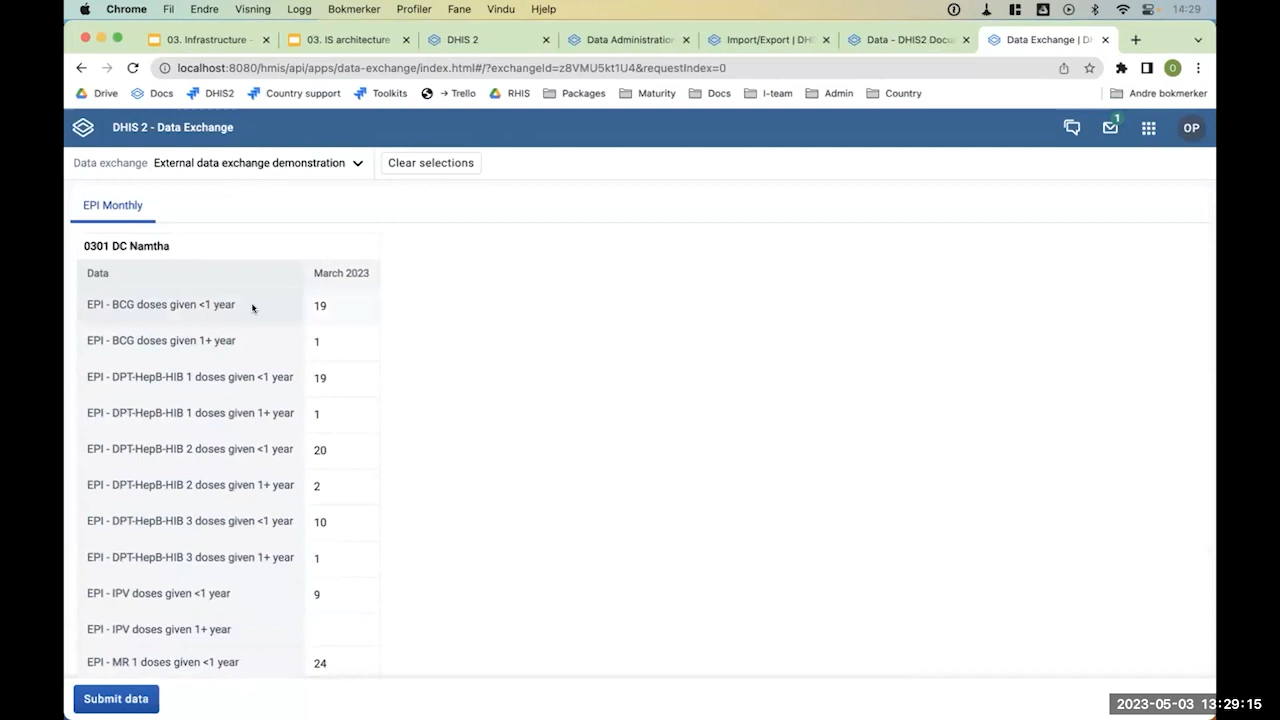 Chrome Fil Endre Visning Logg Bokmerker Profiler Fane Vindu Hjelp 14:29
03. Infrastructure - 03. IS architecture DHIS 2 Data Administration Import/Export | DH Data - DHIS2 Docu Data Exchange | D
localhost:8080/hmis/api/apps/data-exchange/index.html#/?exchangeId=z8VMU5kt1U4&requestIndex=0
Drive Docs DHIS2 Country support Toolkits → Trello RHIS Packages Maturity Docs I-team Admin Country Andre bokmerker
DHIS 2 - Data Exchange 1 OP
Data exchange External data exchange demonstration Clear selections
EPI Monthly
0301 DC Namtha
Data March 2023
EPI - BCG doses given <1 year 19
EPI - BCG doses given 1+ year 1
EPI - DPT-HepB-HIB 1 doses given <1 year 19
EPI - DPT-HepB-HIB 1 doses given 1+ year 1
EPI - DPT-HepB-HIB 2 doses given <1 year 20
EPI - DPT-HepB-HIB 2 doses given 1+ year 2
EPI - DPT-HepB-HIB 3 doses given <1 year 10
EPI - DPT-HepB-HIB 3 doses given 1+ year 1
EPI - IPV doses given <1 year 9
EPI - IPV doses given 1+ year
EPI - MR 1 doses given <1 year 24
Submit data
2023-05-03 13:29:15